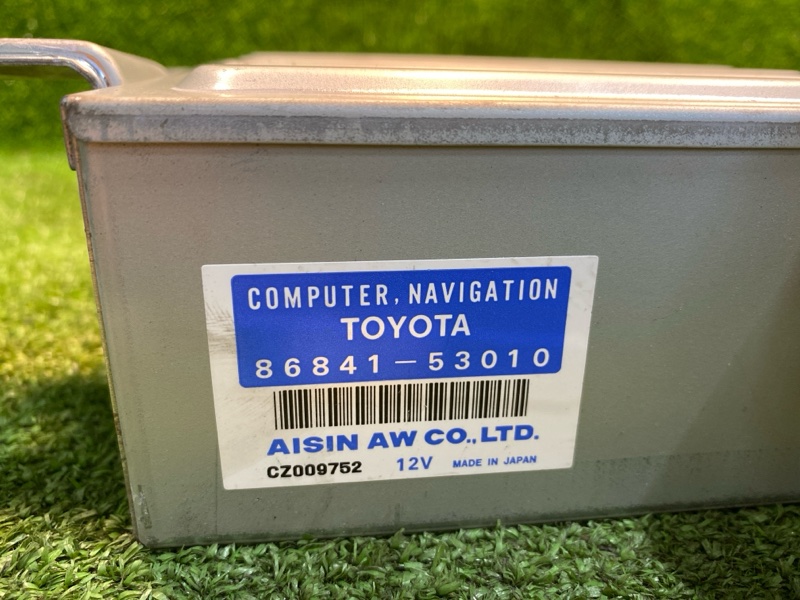 COMPUTER, NAVIGATION
TOYOTA
86841-53010
AISIN AW CO., LTD.
CZ009752 12V MADE IN JAPAN